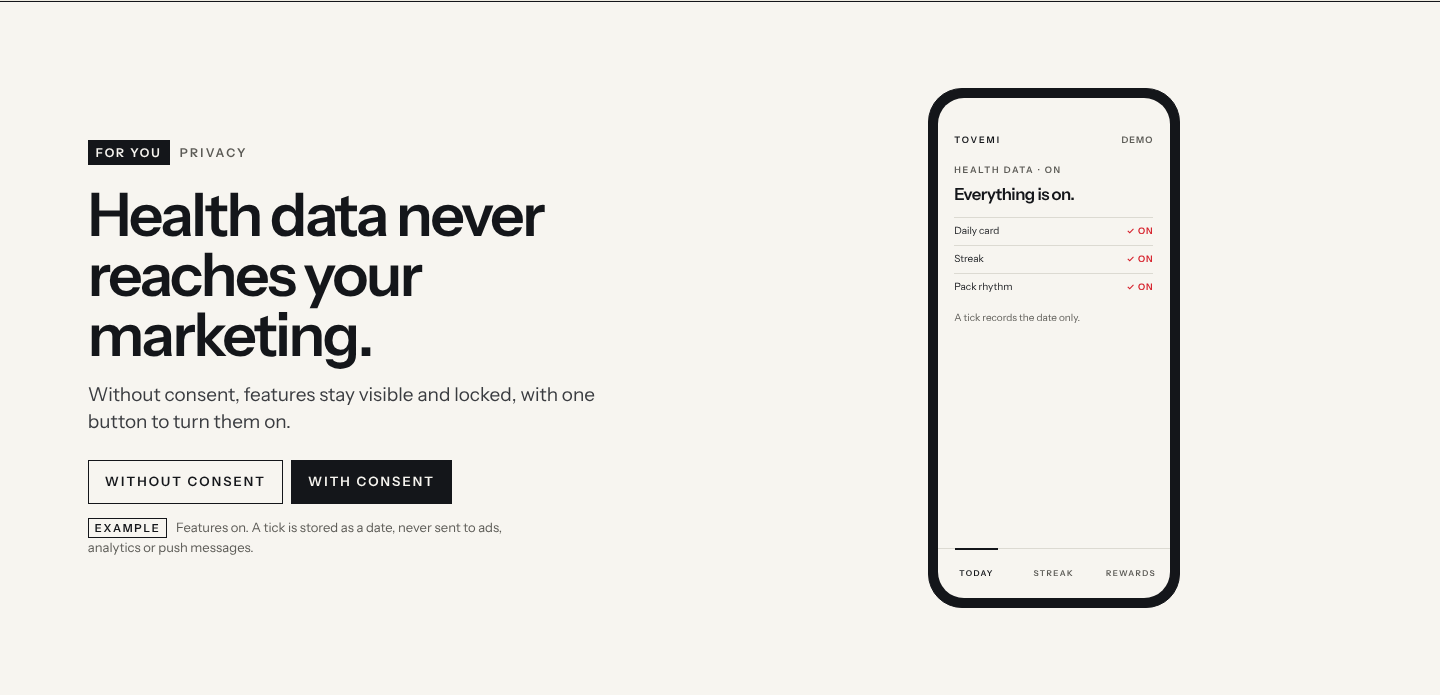 FOR YOU PRIVACY
Health data never
reaches your
marketing.
Without consent, features stay visible and locked, with one
button to turn them on.
WITHOUT CONSENT WITH CONSENT
EXAMPLE Features on. A tick is stored as a date, never sent to ads,
analytics or push messages.
TOVEMI DEMO
HEALTH DATA · ON
Everything is on.
Daily card ✓ ON
Streak ✓ ON
Pack rhythm ✓ ON
A tick records the date only.
TODAY STREAK REWARDS